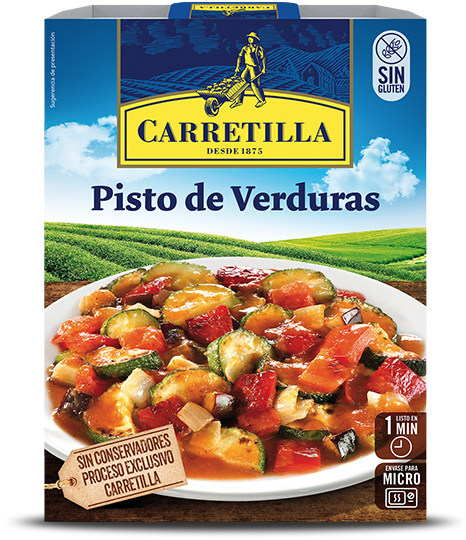 Sugerencia de presentación
SIN
GLUTEN
CARRETILLA
DESDE 1875
Pisto de Verduras
LISTO EN
1 MIN
ENVASE PARA
MICRO
SIN CONSERVADORES
PROCESO EXCLUSIVO
CARRETILLA